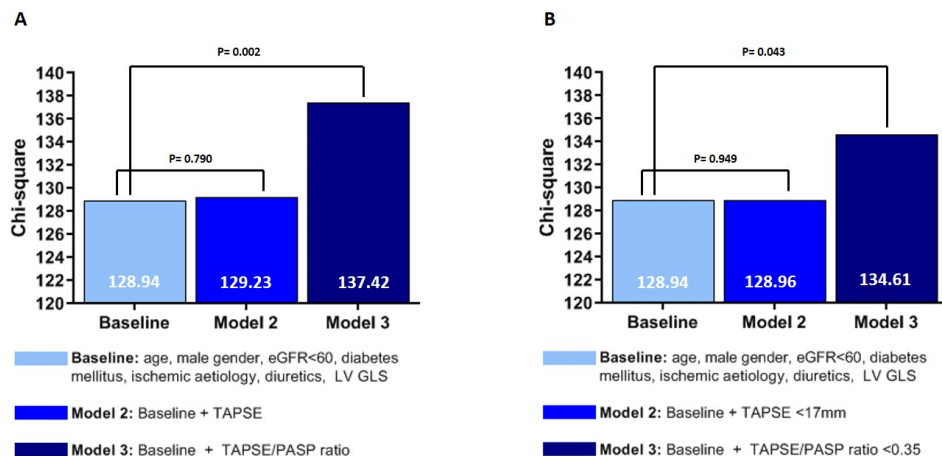 A
P= 0.002
P= 0.790
Chi-square
140
138
136
134
132
130
128
126
124
122
120
128.94
129.23
137.42
Baseline
Model 2
Model 3
Baseline: age, male gender, eGFR<60, diabetes
mellitus, ischemic aetiology, diuretics, LV GLS
Model 2: Baseline + TAPSE
Model 3: Baseline + TAPSE/PASP ratio
B
P= 0.043
P= 0.949
Chi-square
140
138
136
134
132
130
128
126
124
122
120
128.94
128.96
134.61
Baseline
Model 2
Model 3
Baseline: age, male gender, eGFR<60, diabetes
mellitus, ischemic aetiology, diuretics, LV GLS
Model 2: Baseline + TAPSE <17mm
Model 3: Baseline + TAPSE/PASP ratio <0.35